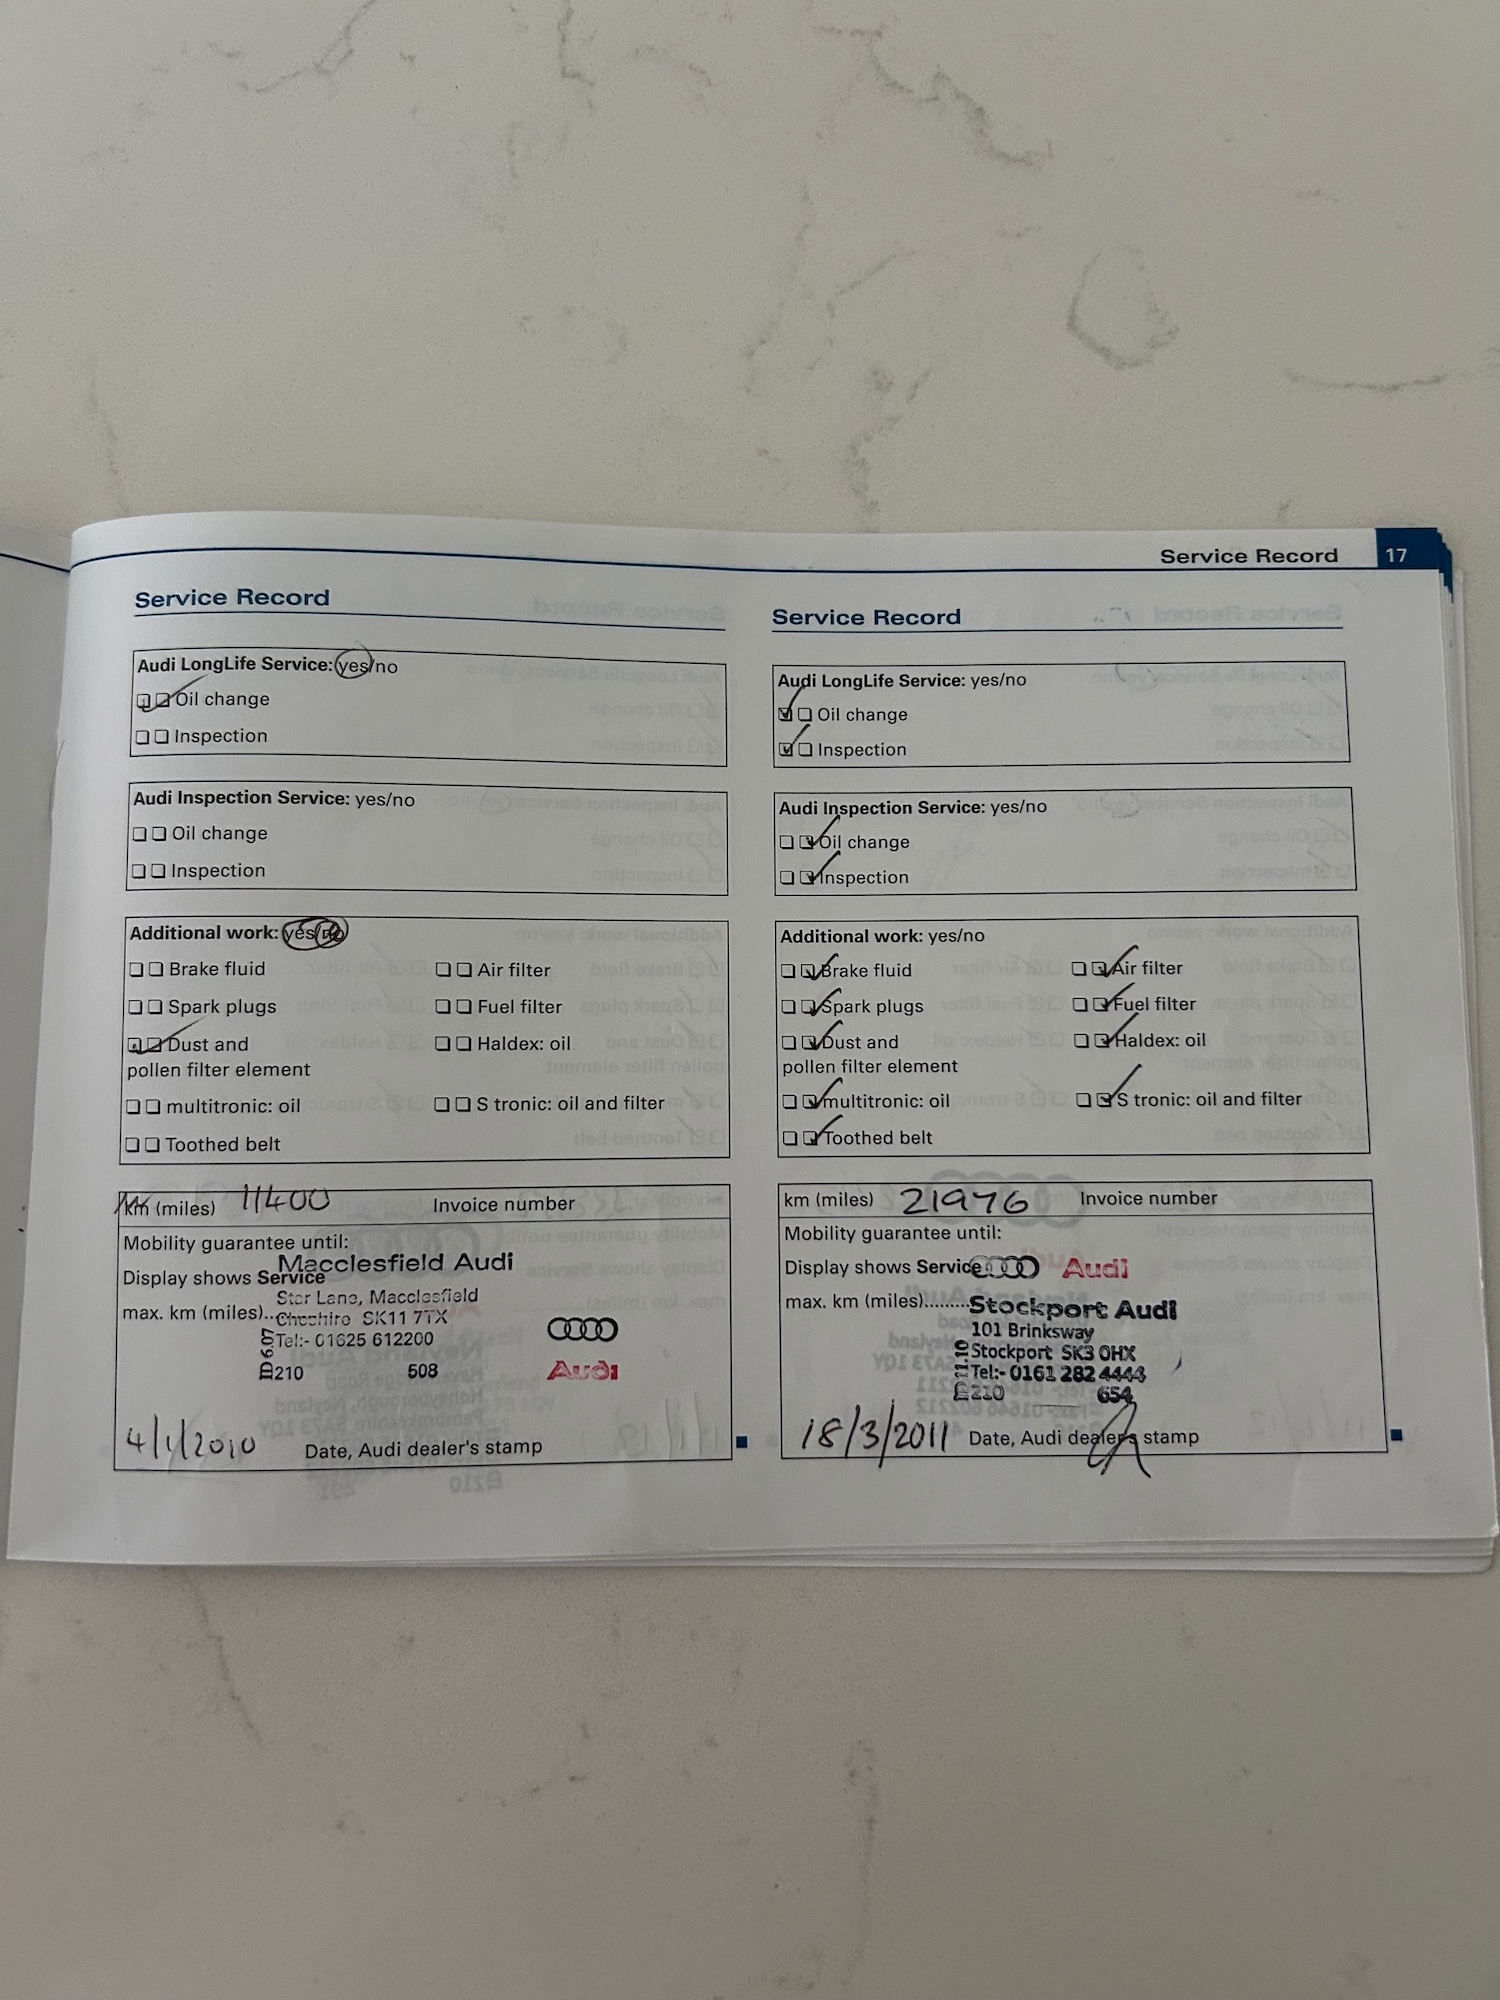 Service Record 17
Service Record
Audi LongLife Service: yes/no
Oil change
Inspection
Audi Inspection Service: yes/no
Oil change
Inspection
Additional work: yes/no
Brake fluid Air filter
Spark plugs Fuel filter
Dust and Haldex: oil
pollen filter element
multitronic: oil S tronic: oil and filter
Toothed belt
km (miles) 11400 Invoice number
Mobility guarantee until:
Macclesfield Audi
Display shows Service
Star Lane, Macclesfield
max. km (miles)..
Cheshire SK11 7TX
Tel:- 01625 612200
210 508
Audi
4/1/2010 Date, Audi dealer's stamp
Service Record
Audi LongLife Service: yes/no
Oil change
Inspection
Audi Inspection Service: yes/no
Oil change
Inspection
Additional work: yes/no
Brake fluid Air filter
Spark plugs Fuel filter
Dust and Haldex: oil
pollen filter element
multitronic: oil S tronic: oil and filter
Toothed belt
km (miles) 21976 Invoice number
Mobility guarantee until:
Display shows Service Audi
max. km (miles).........Stockport Audi
101 Brinksway
Stockport SK3 0HX
Tel:- 0161 282 4444
210 654
18/3/2011 Date, Audi dealer's stamp